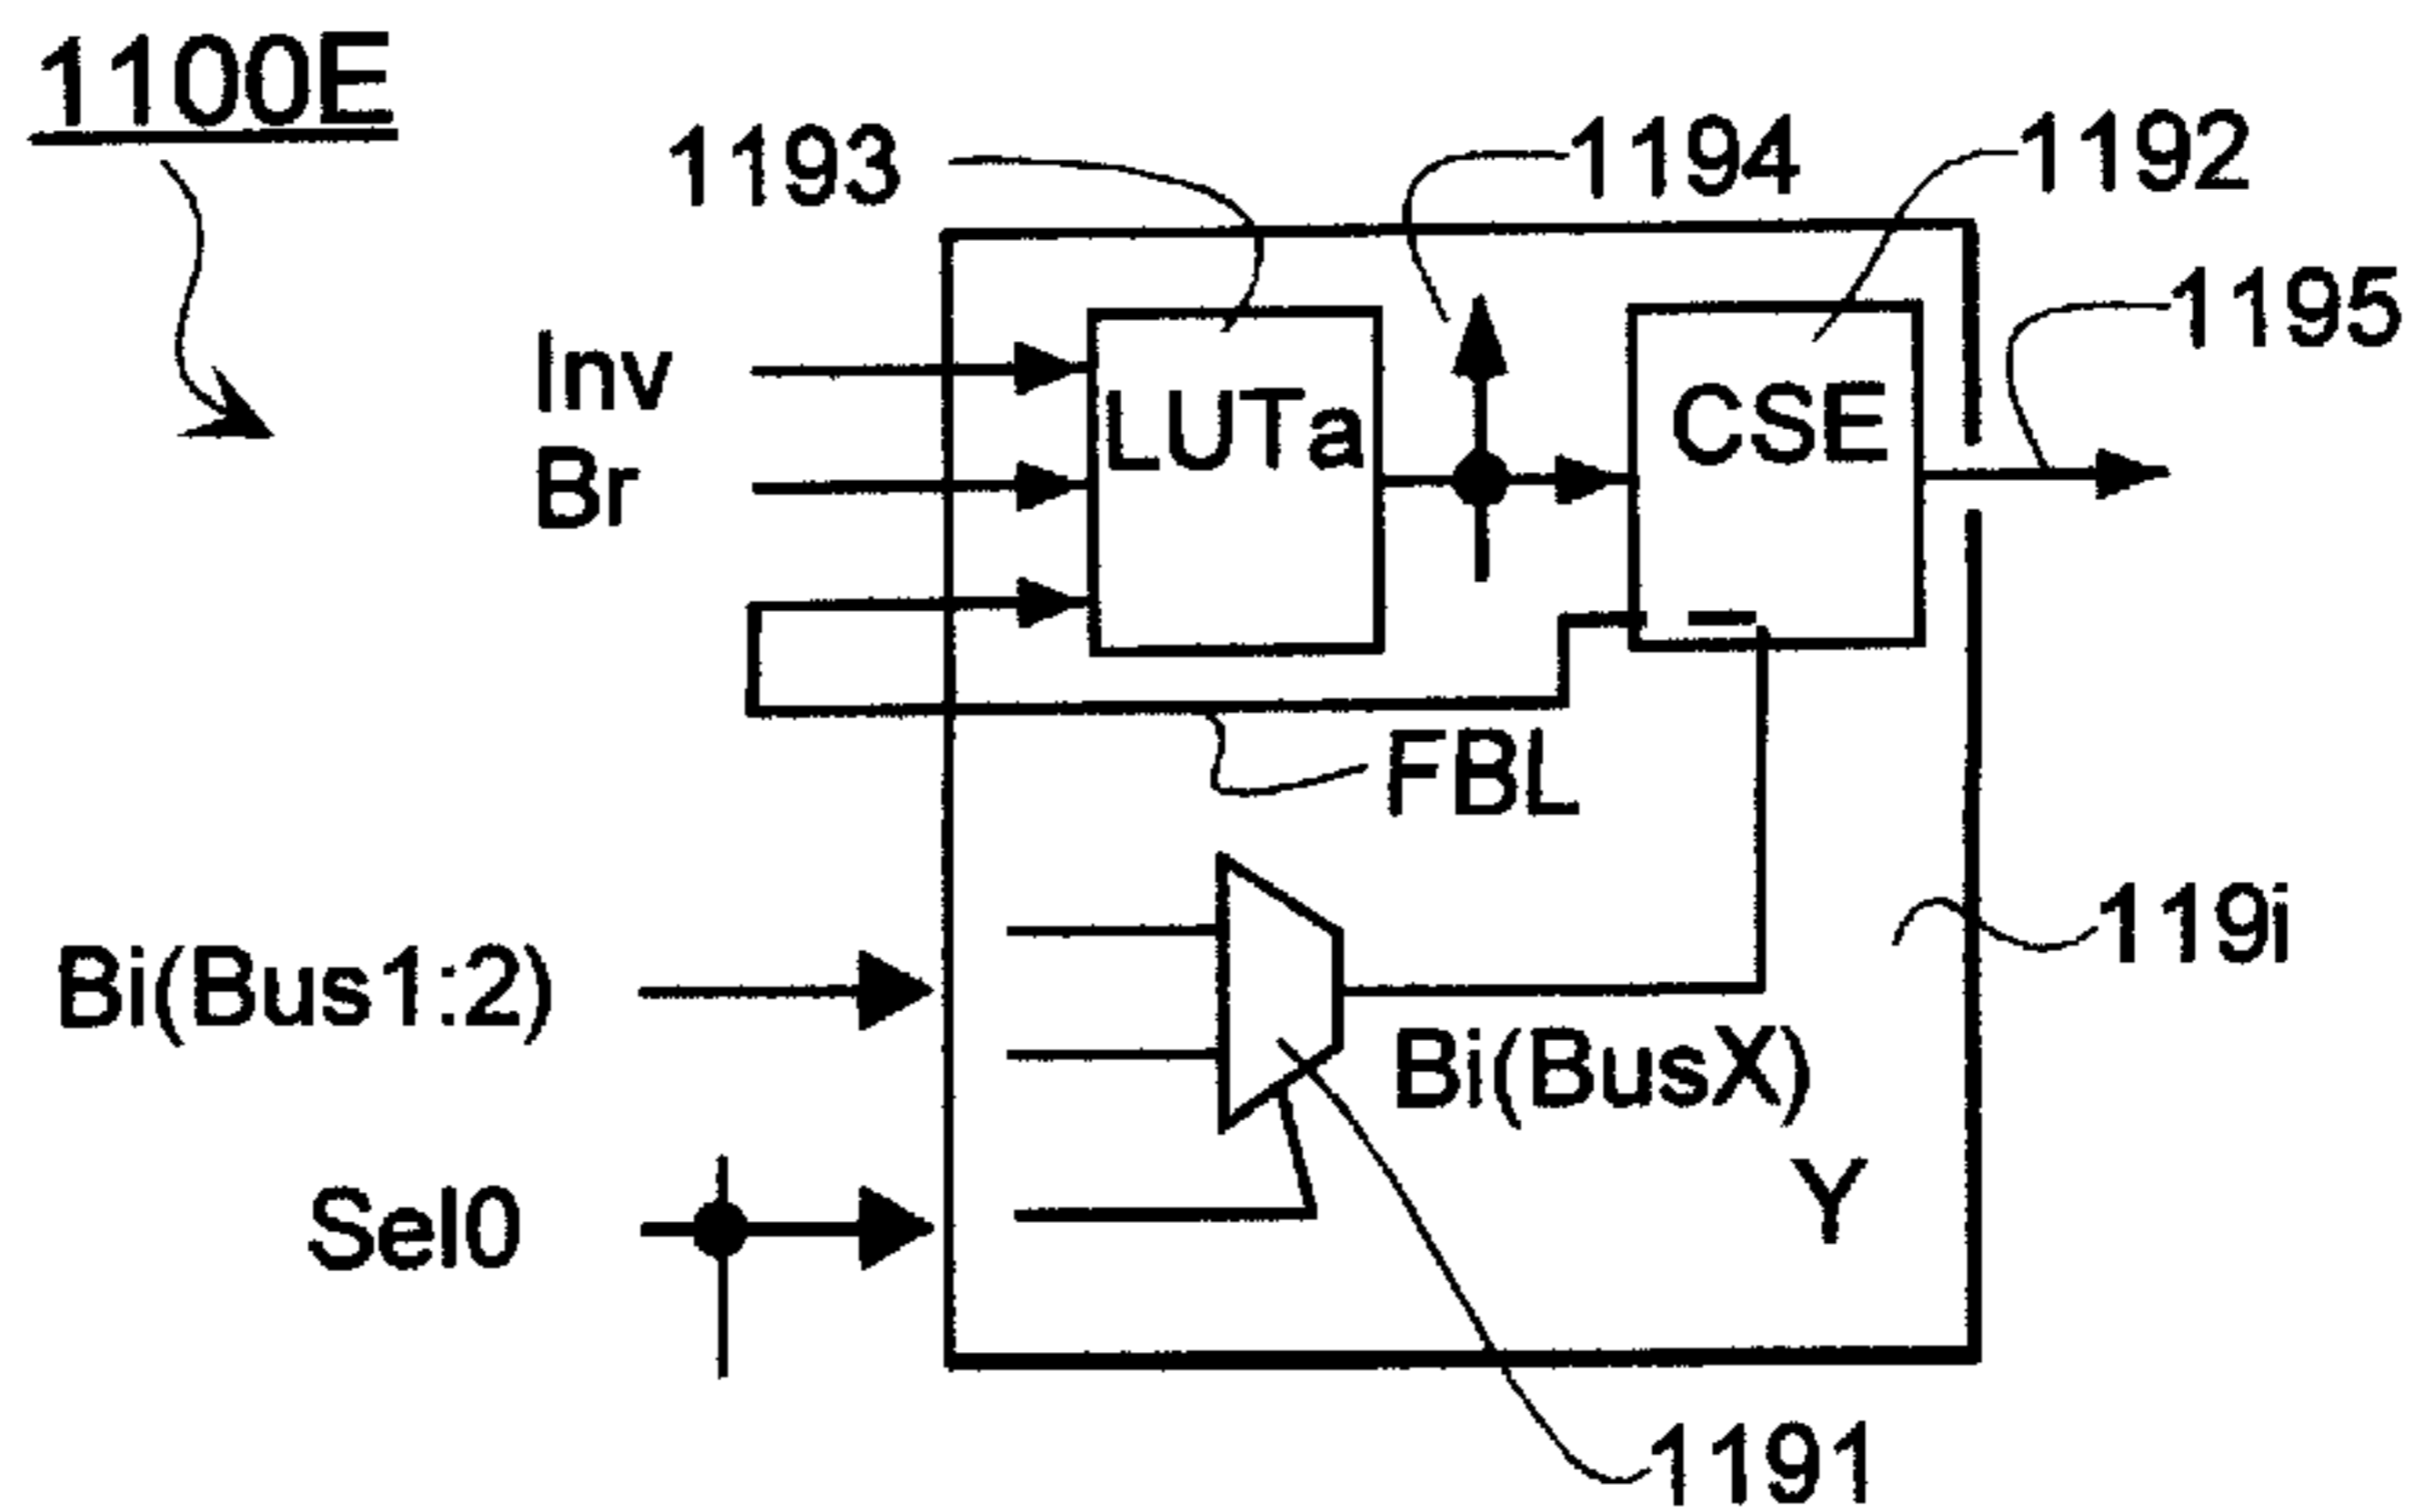 1100E
1193
1194
1192
1195
Inv
LUTa
CSE
Br
FBL
119i
Bi(Bus1:2)
Bi(BusX)
Y
Sel0
1191